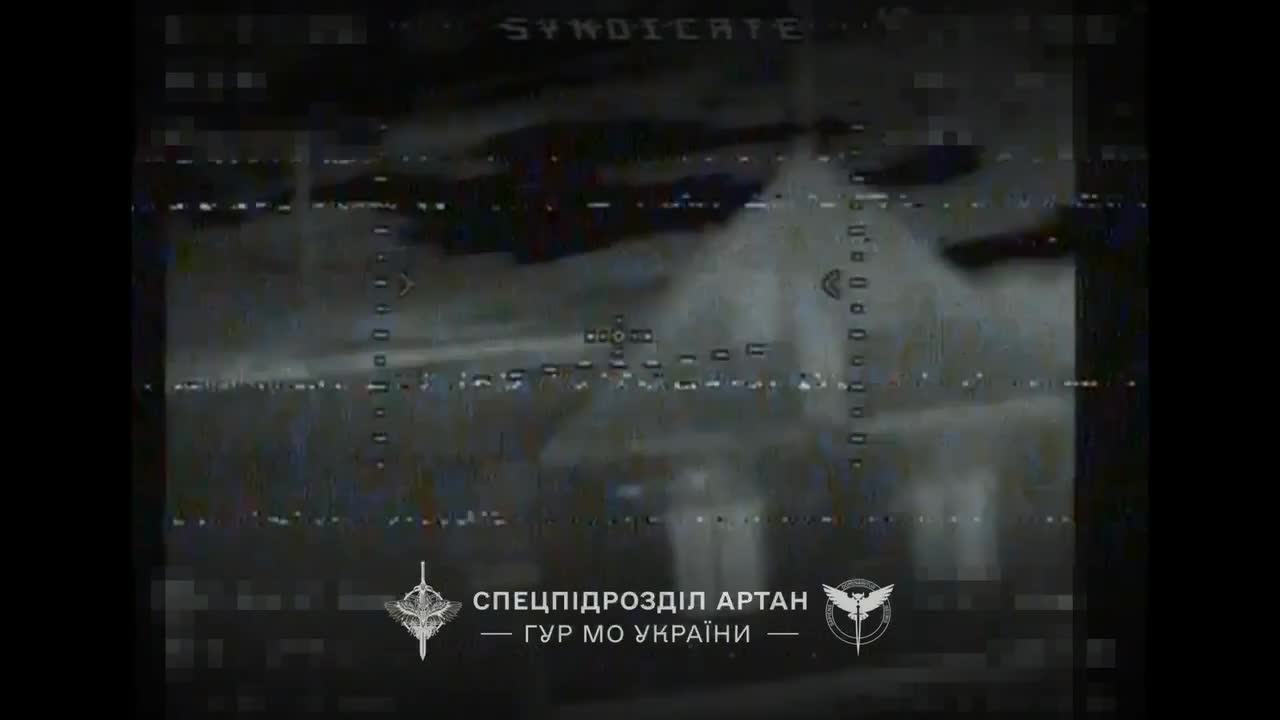 SYNDICATE
СПЕЦПІДРОЗДІЛ АРТАН
ГУР МО УКРАЇНИ